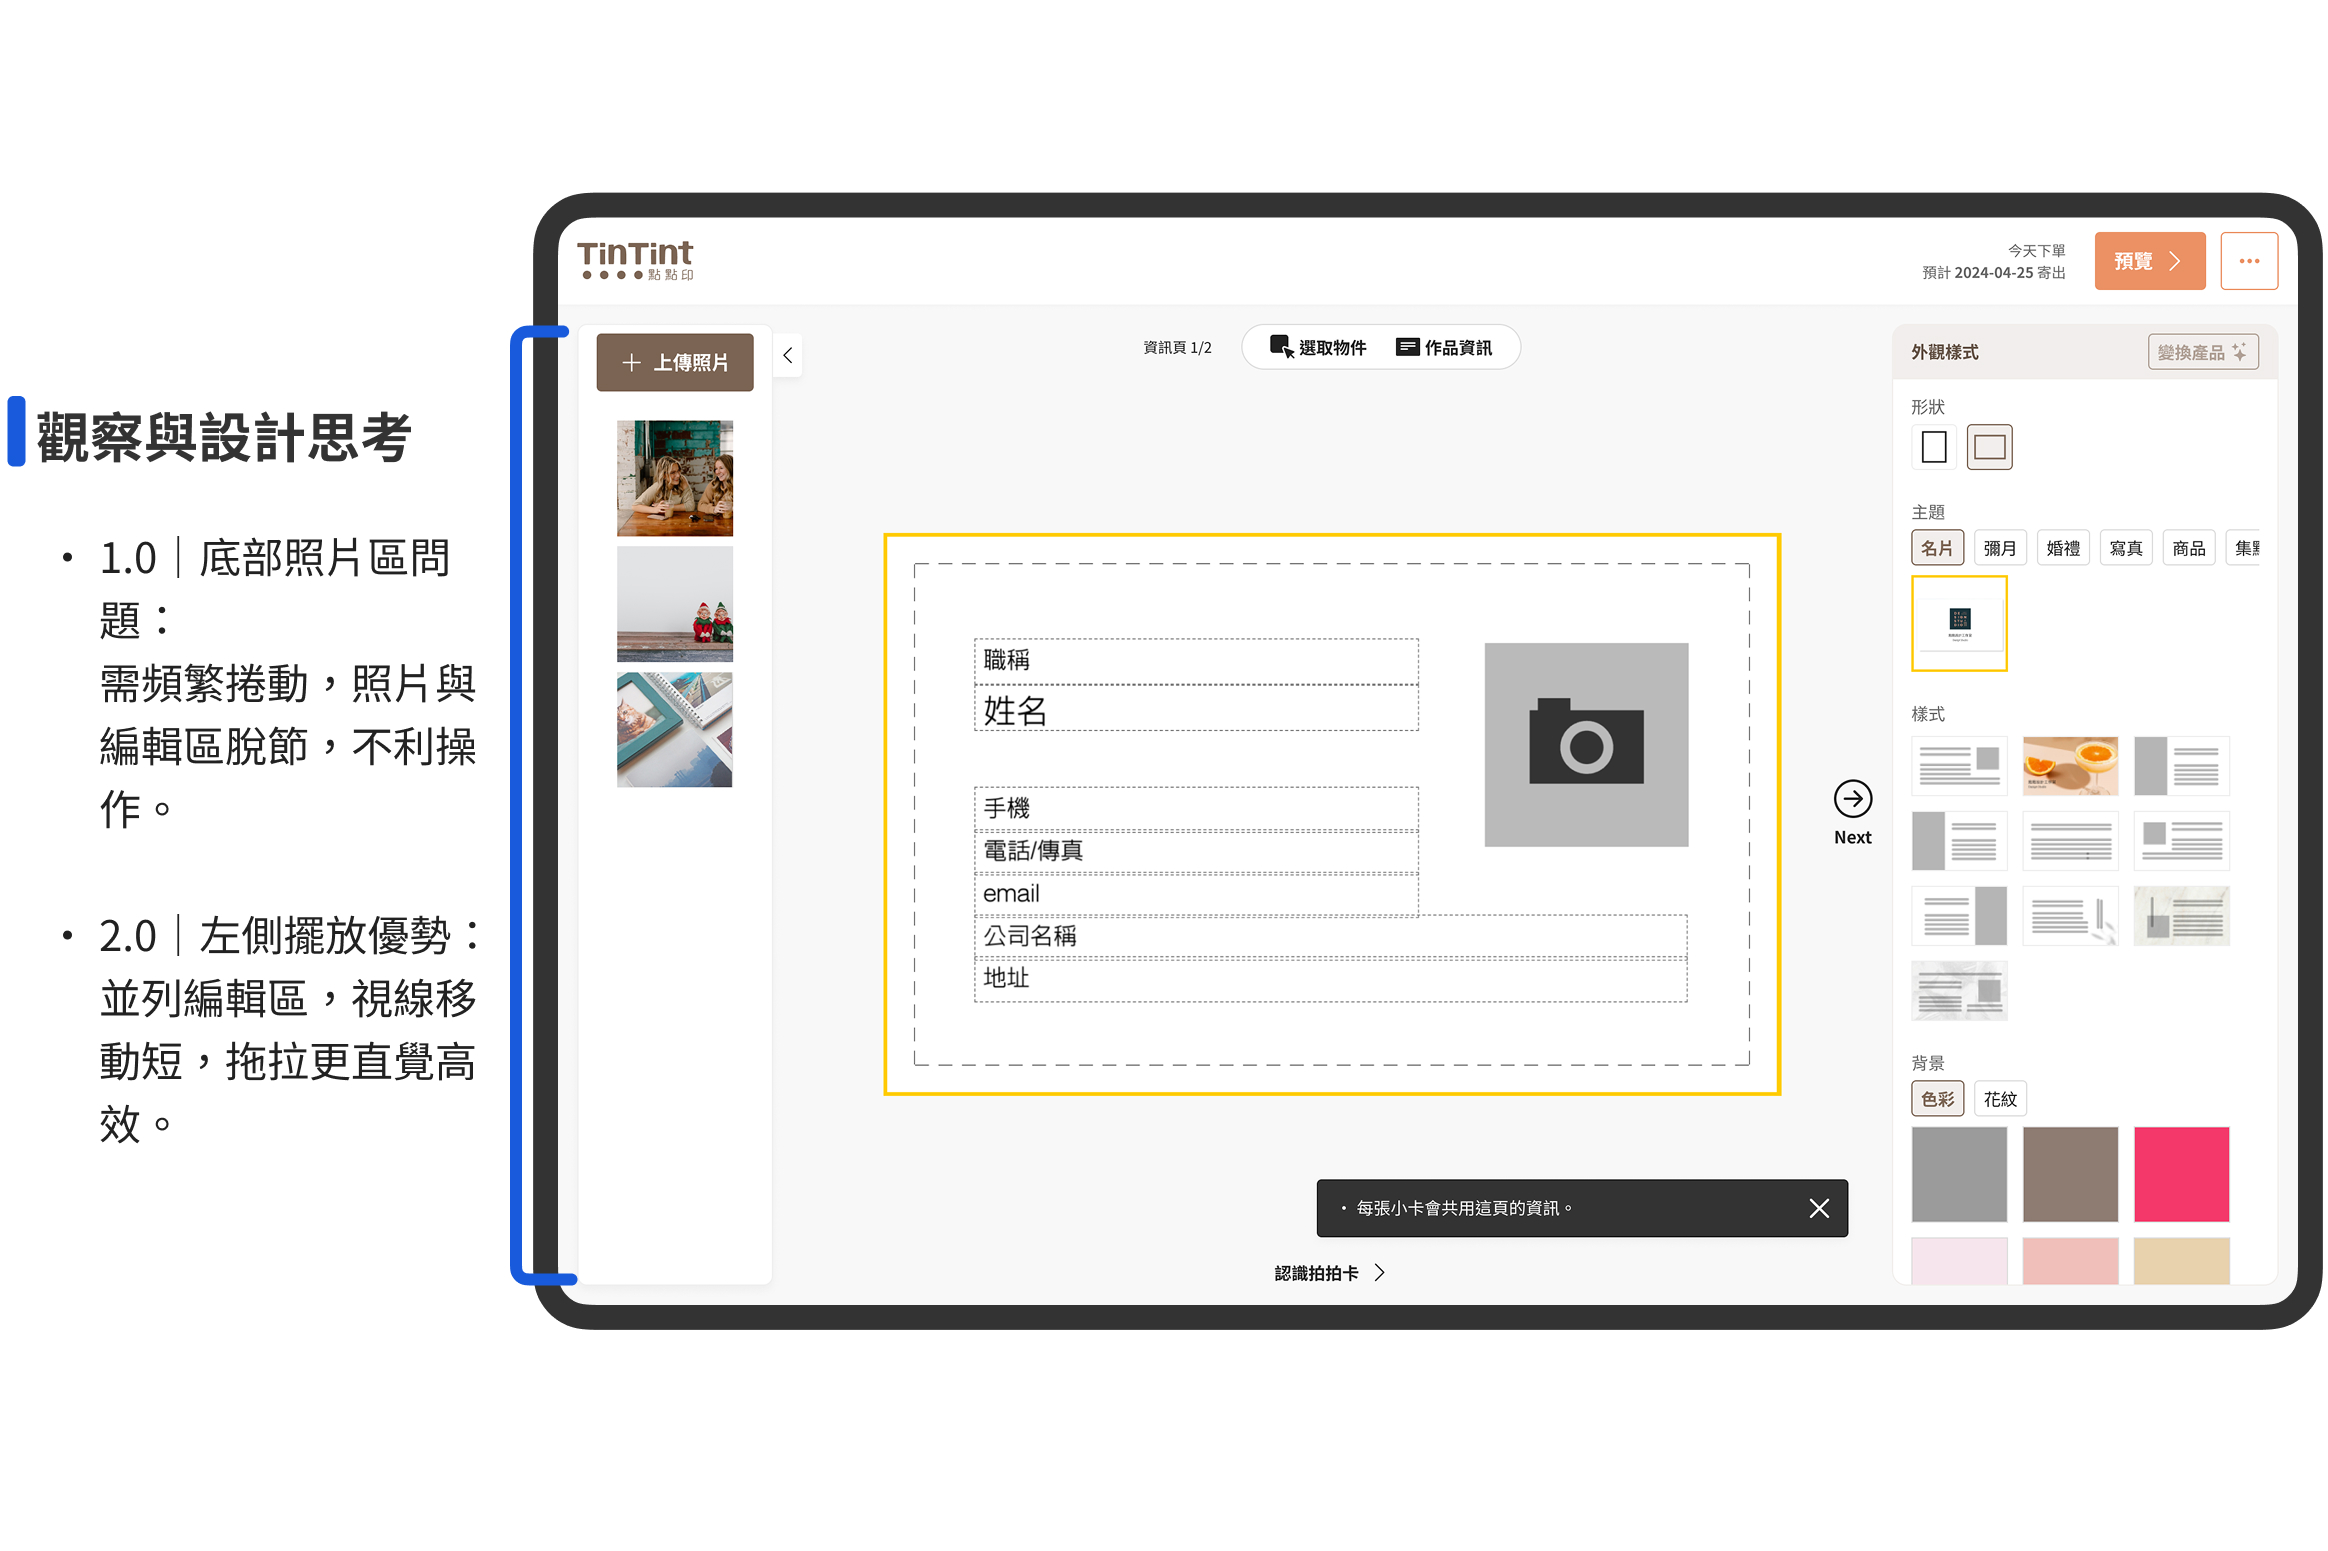 觀察與設計思考
• 1.0｜底部照片區問
題：
需頻繁捲動，照片與
編輯區脫節，不利操
作。
• 2.0｜左側擺放優勢：
並列編輯區，視線移
動短，拖拉更直覺高
效。
TinTint
點點印
今天下單
預計 2024-04-25 寄出
預覽
上傳照片
資訊頁 1/2
選取物件
作品資訊
職稱
姓名
手機
電話/傳真
email
公司名稱
地址
Next
• 每張小卡會共用這頁的資訊。
認識拍拍卡
外觀樣式
變換產品
形狀
主題
名片 彌月 婚禮 寫真 商品 集
樣式
背景
色彩 花紋